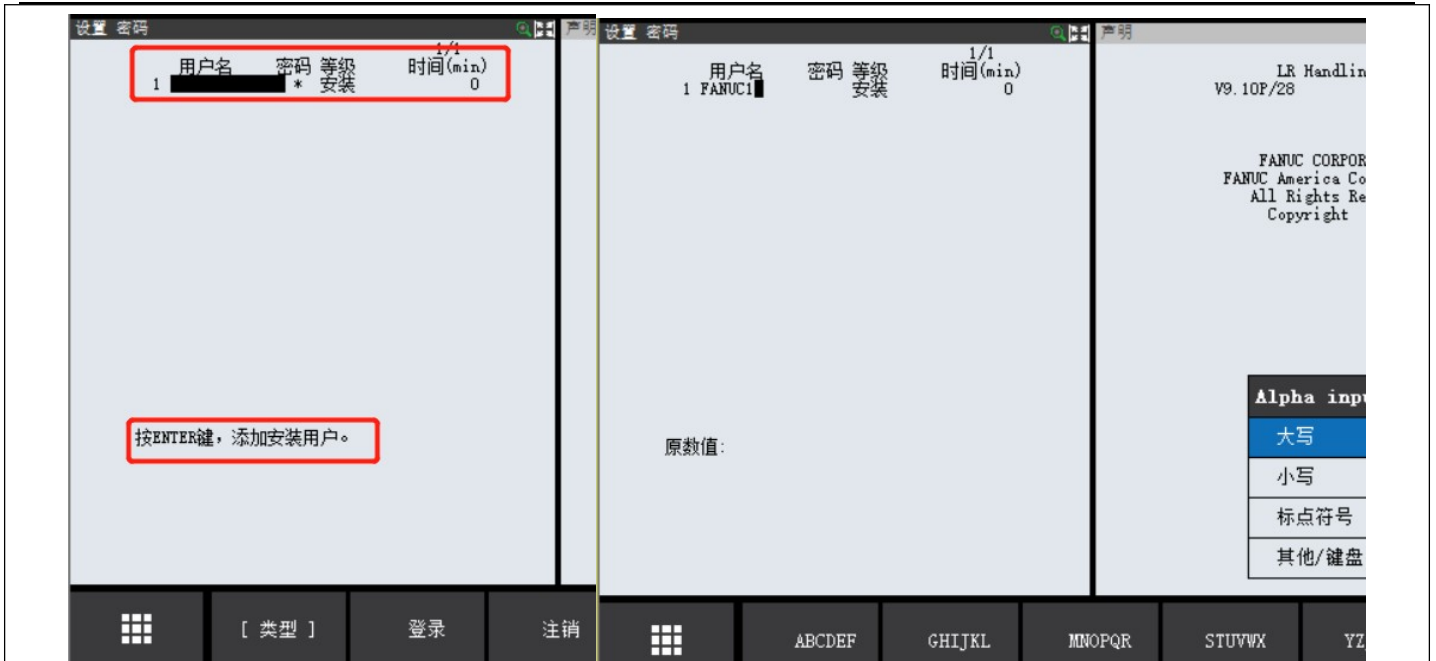 设置 密码
1/1
用户名 密码 等级 时间(min)
1 * 安装 0
按ENTER键，添加安装用户。
[ 类型 ] 登录 注销
声明
设置 密码
1/1
用户名 密码 等级 时间(min)
1 FANUC1 安装 0
原数值:
声明
LR Handlin
V9.10P/28
FANUC CORPOR
FANUC America Co
All Rights Re
Copyright
Alpha inpu
大写
小写
标点符号
其他/键盘
ABCDEF GHIJKL MNOPQR STUVWX YZ